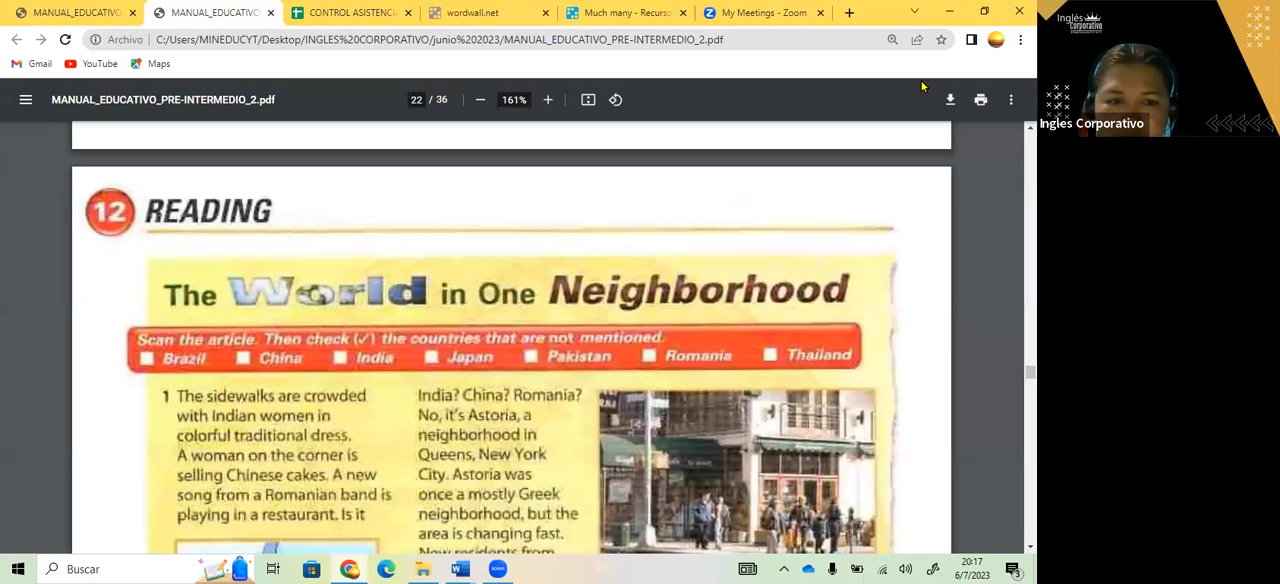 MANUAL_EDUCATIVO
MANUAL_EDUCATIVO
CONTROL ASISTENCI
wordwall.net
Much many - Recurso
My Meetings - Zoom
Archivo
C:/Users/MINEDUCYT/Desktop/INGLES%20CORPORATIVO/junio%202023/MANUAL_EDUCATIVO_PRE-INTERMEDIO_2.pdf
Gmail
YouTube
Maps
MANUAL_EDUCATIVO_PRE-INTERMEDIO_2.pdf
22 / 36
161%
12 READING
The World in One Neighborhood
Scan the article. Then check (✓) the countries that are not mentioned.
Brazil China India Japan Pakistan Romania Thailand
1 The sidewalks are crowded
with Indian women in
colorful traditional dress.
A woman on the corner is
selling Chinese cakes. A new
song from a Romanian band is
playing in a restaurant. Is it
India? China? Romania?
No, it's Astoria, a
neighborhood in
Queens, New York
City. Astoria was
once a mostly Greek
neighborhood, but the
area is changing fast.
New residents from
Inglés
Corporativo
Ingles Corporativo
Buscar
20:17
6/7/2023
3